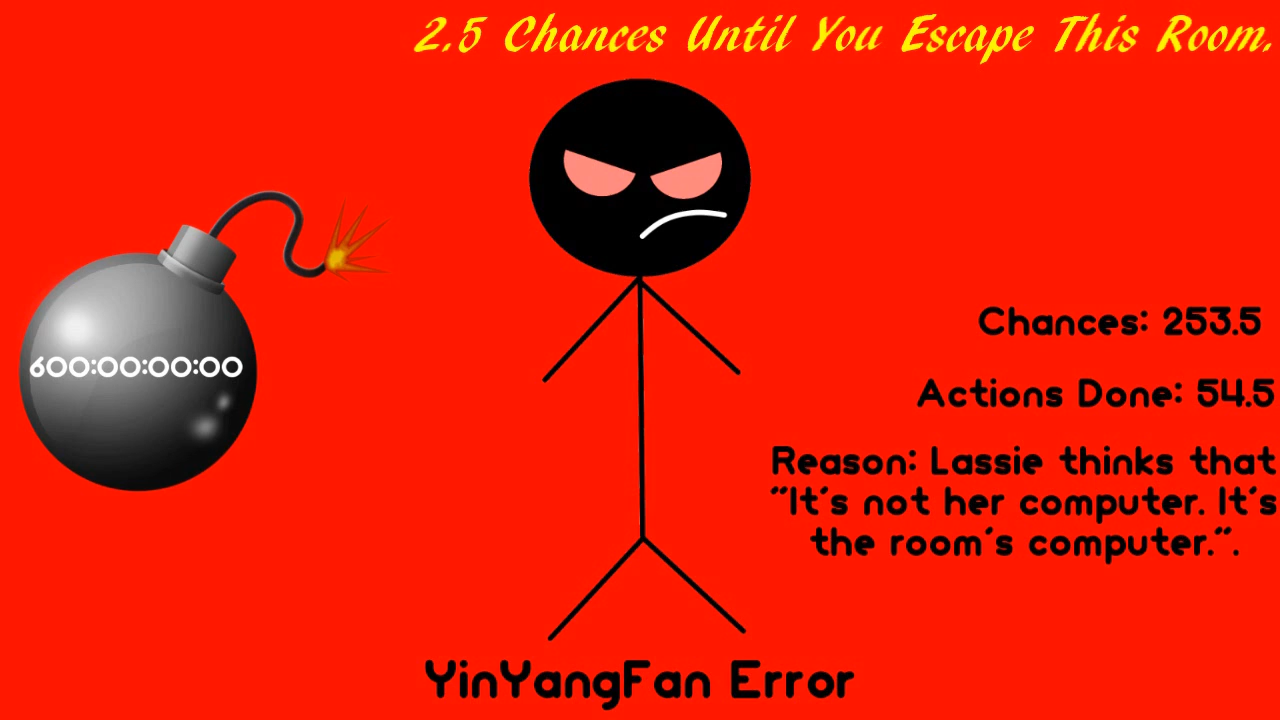 2.5 Chances Until You Escape This Room.
600:00:00:00
Chances: 253.5
Actions Done: 54.5
Reason: Lassie thinks that
"It's not her computer. It's
the room's computer.".
YinYangFan Error